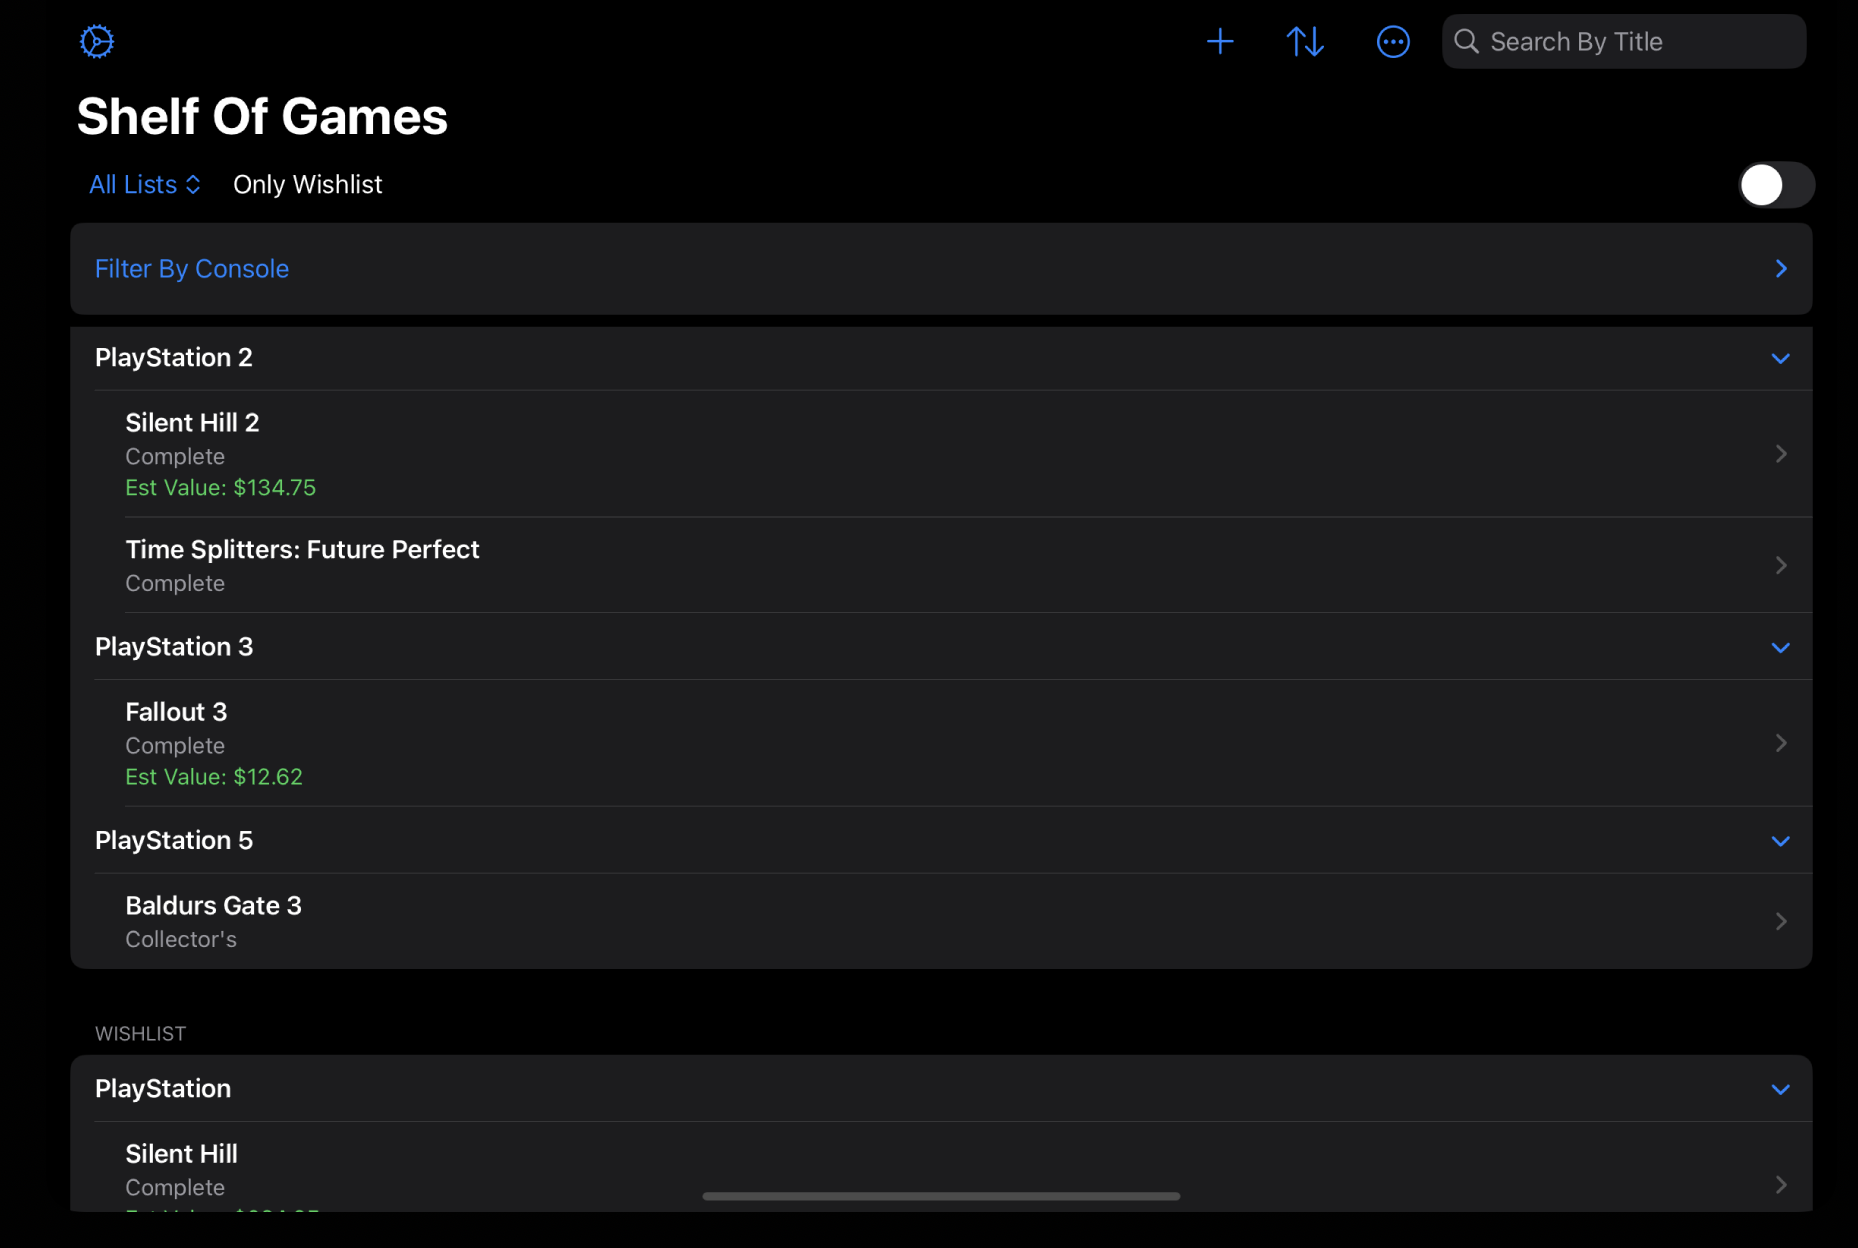 Search By Title
Shelf Of Games
All Lists Only Wishlist
Filter By Console
PlayStation 2
Silent Hill 2
Complete
Est Value: $134.75
Time Splitters: Future Perfect
Complete
PlayStation 3
Fallout 3
Complete
Est Value: $12.62
PlayStation 5
Baldurs Gate 3
Collector's
WISHLIST
PlayStation
Silent Hill
Complete